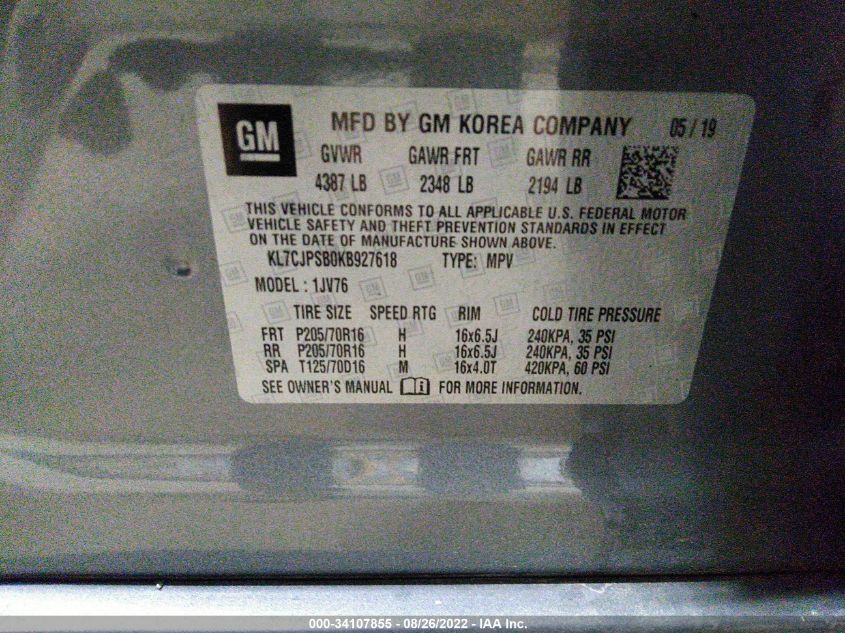 GM
MFD BY GM KOREA COMPANY 05/19
GVWR GAWR FRT GAWR RR
4387 LB 2348 LB 2194 LB
THIS VEHICLE CONFORMS TO ALL APPLICABLE U.S. FEDERAL MOTOR
VEHICLE SAFETY AND THEFT PREVENTION STANDARDS IN EFFECT
ON THE DATE OF MANUFACTURE SHOWN ABOVE.
KL7CJPSB0KB927618 TYPE: MPV
MODEL: 1JV76
TIRE SIZE SPEED RTG RIM COLD TIRE PRESSURE
FRT P205/70R16 H 16x6.5J 240KPA, 35 PSI
RR P205/70R16 H 16x6.5J 240KPA, 35 PSI
SPA T125/70D16 M 16x4.0T 420KPA, 60 PSI
SEE OWNER'S MANUAL FOR MORE INFORMATION.
000-34107855 - 08/26/2022 - IAA Inc.